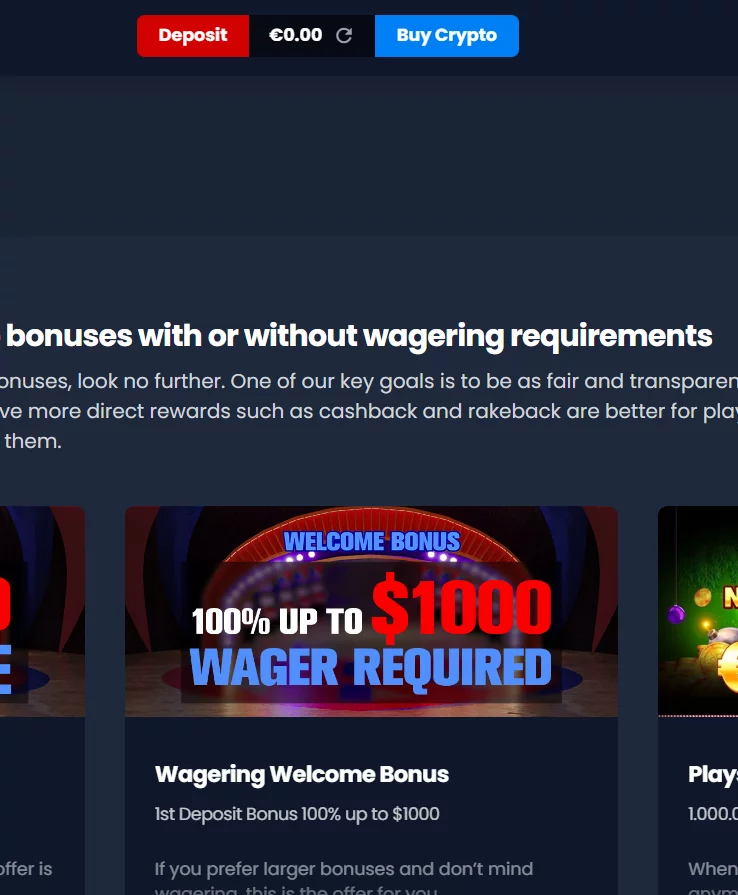 Deposit €0.00 Buy Crypto
bonuses with or without wagering requirements
onuses, look no further. One of our key goals is to be as fair and transparen
ve more direct rewards such as cashback and rakeback are better for play
them.
WELCOME BONUS
100% UP TO $1000
WAGER REQUIRED
Wagering Welcome Bonus
1st Deposit Bonus 100% up to $1000
If you prefer larger bonuses and don't mind
wagering, this is the offer for you
offer is
Plays
1.000.0
When
anym